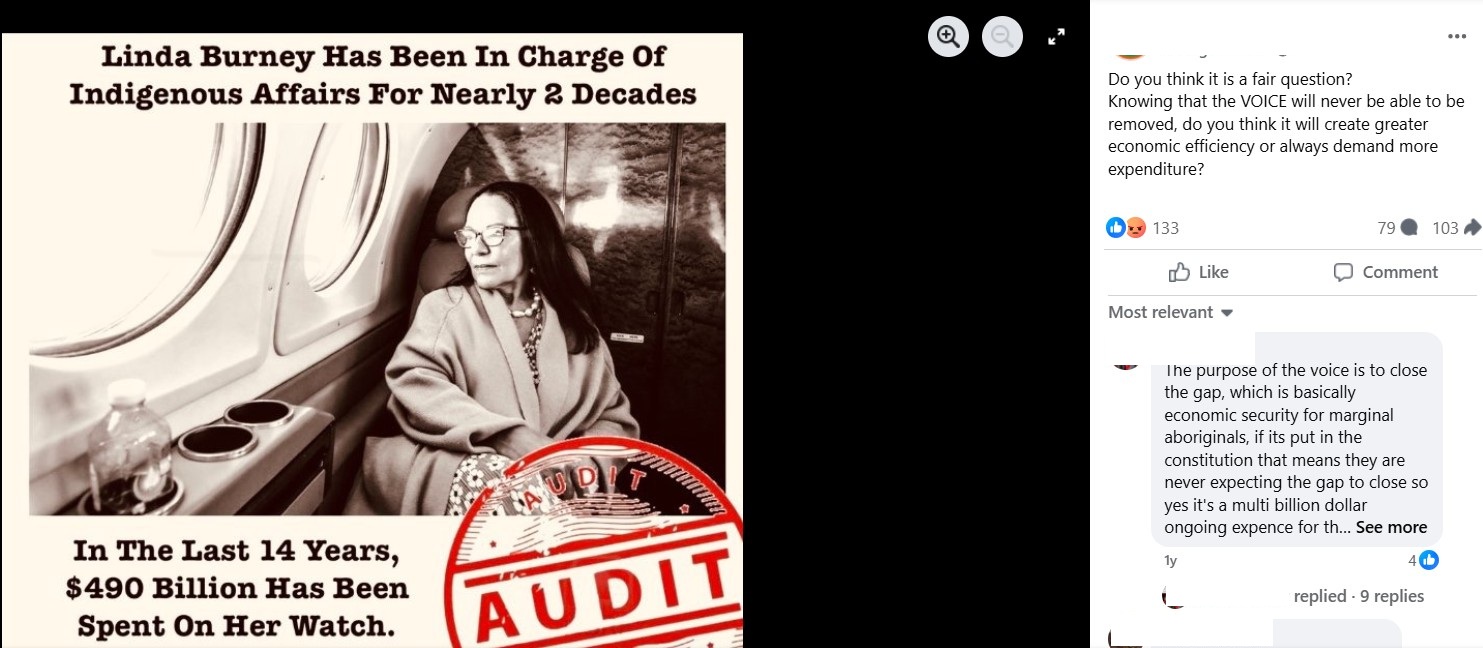 Linda Burney Has Been In Charge Of
Indigenous Affairs For Nearly 2 Decades
AUDIT
AUDIT
In The Last 14 Years,
$490 Billion Has Been
Spent On Her Watch.
Do you think it is a fair question?
Knowing that the VOICE will never be able to be
removed, do you think it will create greater
economic efficiency or always demand more
expenditure?
133
79
103
Like
Comment
Most relevant
The purpose of the voice is to close
the gap, which is basically
economic security for marginal
aboriginals, if its put in the
constitution that means they are
never expecting the gap to close so
yes it's a multi billion dollar
ongoing expence for th... See more
1y
4
replied · 9 replies